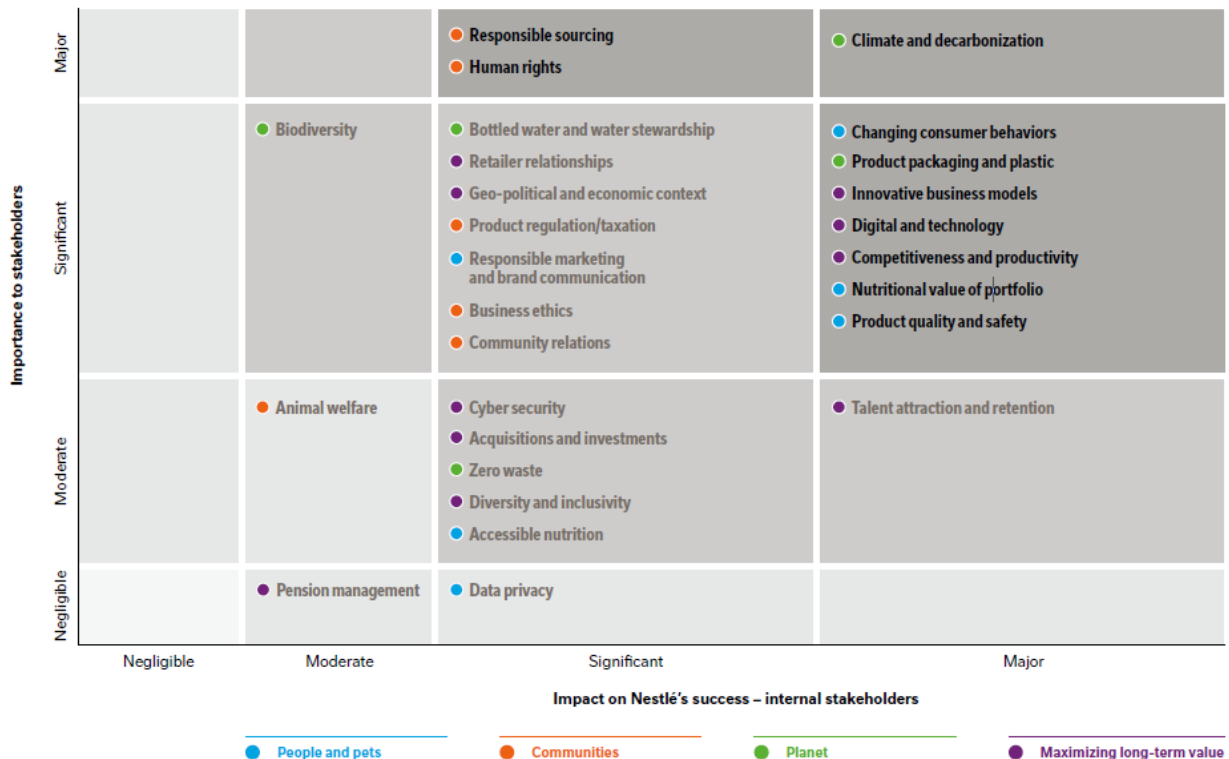 Importance to stakeholders
Major
Responsible sourcing
Human rights
Climate and decarbonization
Significant
Biodiversity
Bottled water and water stewardship
Retailer relationships
Geo-political and economic context
Product regulation/taxation
Responsible marketing
and brand communication
Business ethics
Community relations
Changing consumer behaviors
Product packaging and plastic
Innovative business models
Digital and technology
Competitiveness and productivity
Nutritional value of portfolio
Product quality and safety
Moderate
Animal welfare
Cyber security
Acquisitions and investments
Zero waste
Diversity and inclusivity
Accessible nutrition
Talent attraction and retention
Negligible
Pension management
Data privacy
Negligible
Moderate
Significant
Major
Impact on Nestlé's success – internal stakeholders
People and pets
Communities
Planet
Maximizing long-term value